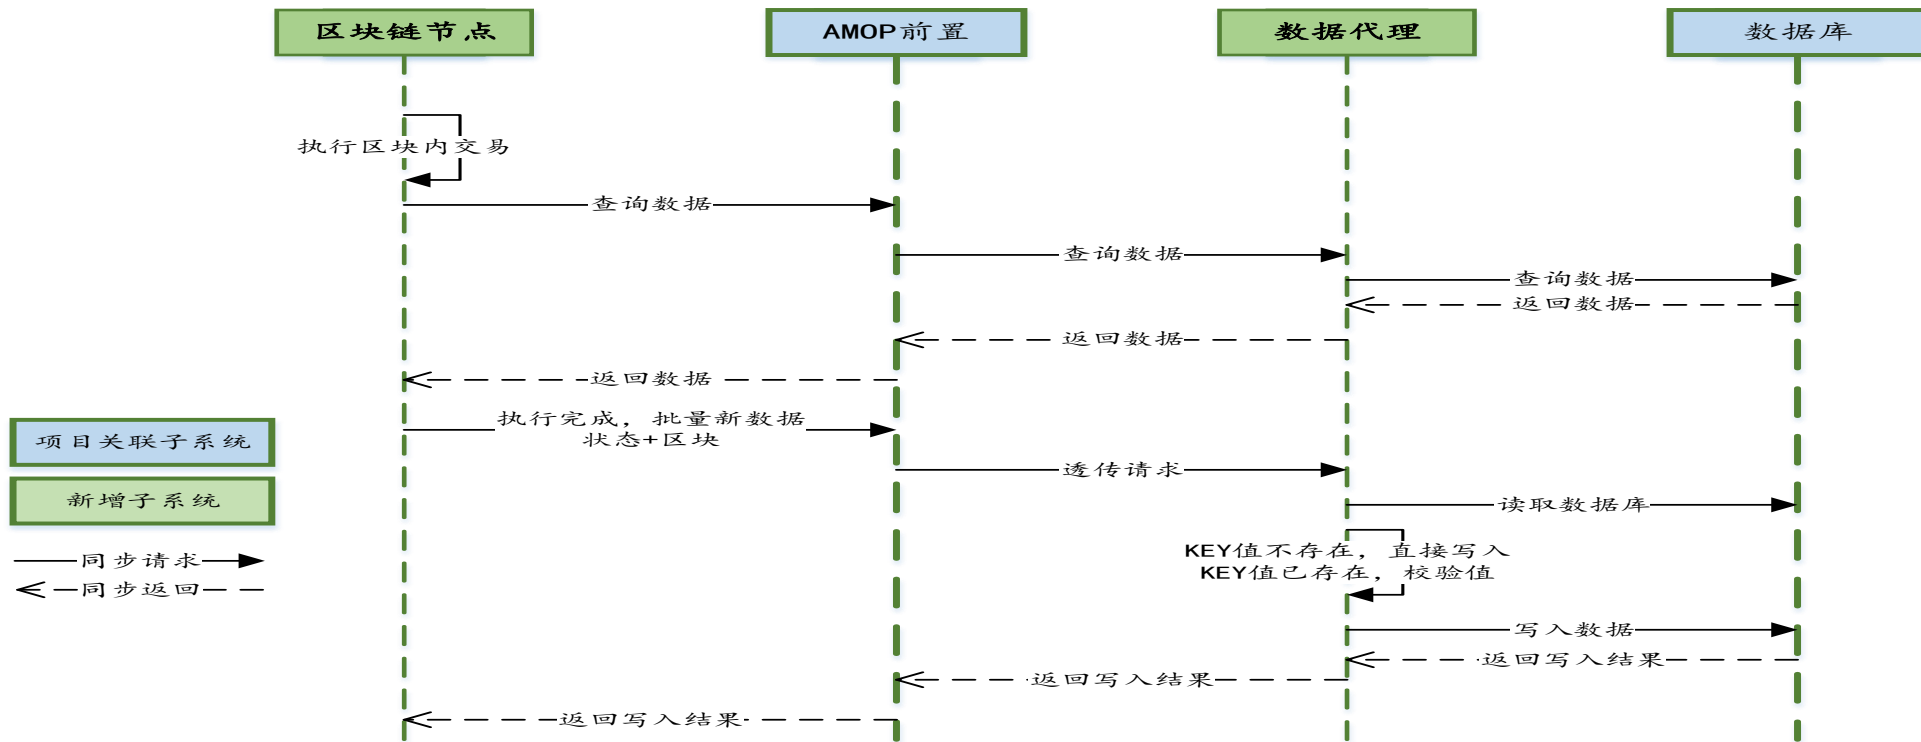 区块链节点
AMOP前置
数据代理
数据库
执行区块内交易
查询数据
查询数据
查询数据
返回数据
返回数据
返回数据
执行完成，批量新数据
状态+区块
项目关联子系统
透传请求
新增子系统
读取数据库
KEY值不存在，直接写入
同步请求
KEY值已存在，校验值
同步返回
写入数据
返回写入结果
返回写入结果
返回写入结果